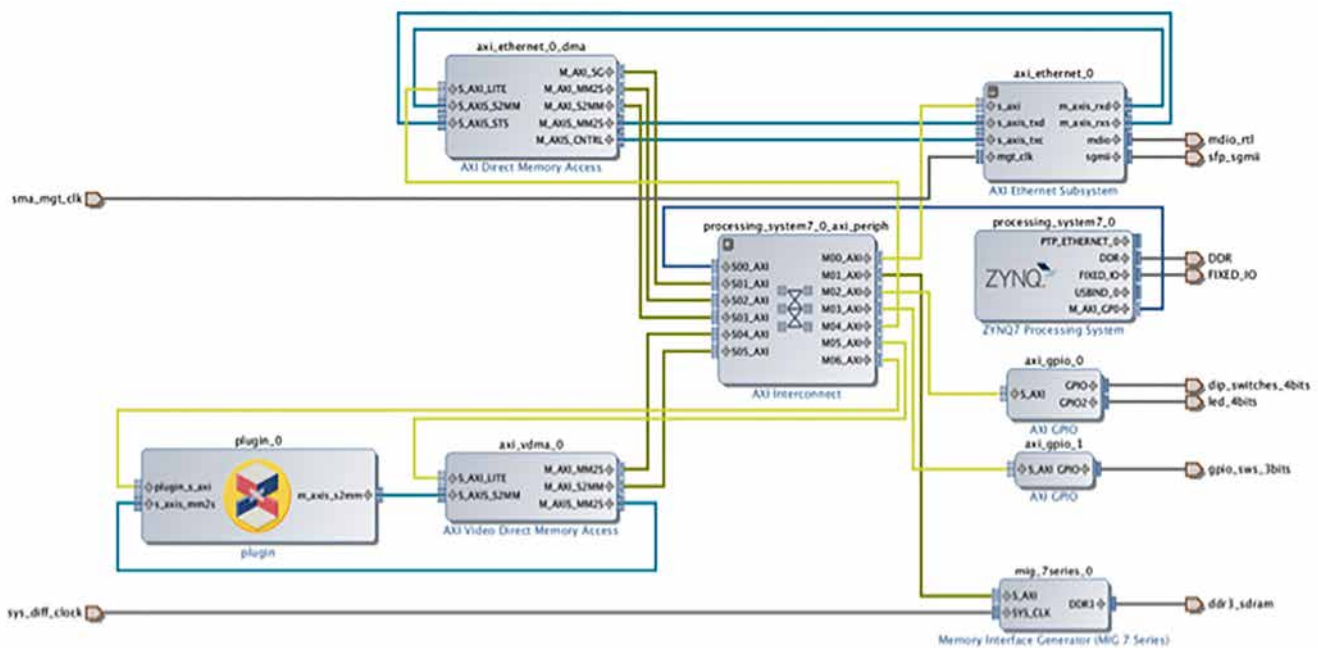 axi_ethernet_0_dma
M_AXI_SG
S_AXI_LITE
M_AXI_MM2S
S_AXIS_S2MM
M_AXI_S2MM
S_AXIS_STS
M_AXIS_MM2S
M_AXIS_CNTRL
AXI Direct Memory Access
axi_ethernet_0
s_axi
m_axis_rxd
s_axis_txd
m_axis_rxs
s_axis_txc
mdio
mgt_clk
sgmii
AXI Ethernet Subsystem
mdio_rtl
sfp_sgmii
sma_mgt_clk
processing_system7_0_axi_periph
S00_AXI
S01_AXI
S02_AXI
S03_AXI
S04_AXI
S05_AXI
M00_AXI
M01_AXI
M02_AXI
M03_AXI
M04_AXI
M05_AXI
M06_AXI
AXI Interconnect
processing_system7_0
PTP_ETHERNET_0
DDR
FIXED_IO
USBIND_0
M_AXI_GP0
ZYNQ
ZYNQ7 Processing System
DDR
FIXED_IO
axi_gpio_0
S_AXI
GPIO
GPIO2
AXI GPIO
dip_switches_4bits
led_4bits
axi_gpio_1
S_AXI GPIO
AXI GPIO
gpio_sws_3bits
plugin_0
plugin_s_axi
s_axis_mm2s
m_axis_s2mm
plugin
axi_vdma_0
S_AXI_LITE
S_AXIS_S2MM
M_AXI_MM2S
M_AXI_S2MM
M_AXIS_MM2S
AXI Video Direct Memory Access
mig_7series_0
S_AXI
SYS_CLK
DDR3
Memory Interface Generator (MIG 7 Series)
sys_diff_clock
ddr3_sdram